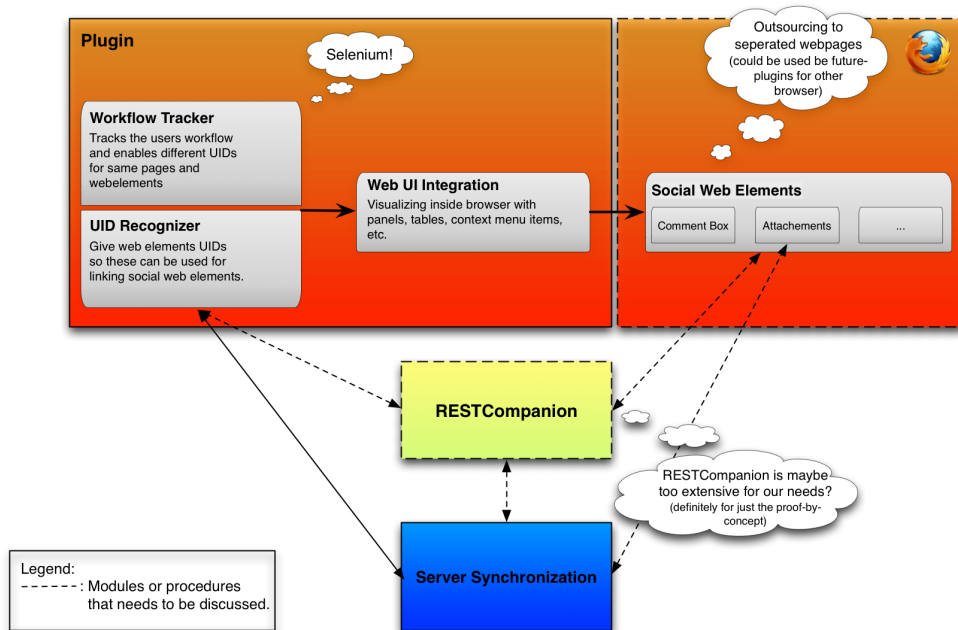 Plugin
Selenium!
Outsourcing to
seperated webpages
(could be used be future-
plugins for other
browser)
Workflow Tracker
Tracks the users workflow
and enables different UIDs
for same pages and
webelements
UID Recognizer
Give web elements UIDs
so these can be used for
linking social web elements.
Web UI Integration
Visualizing inside browser with
panels, tables, context menu items,
etc.
Social Web Elements
Comment Box
Attachements
...
RESTCompanion
RESTCompanion is maybe
too extensive for our needs?
(definitely for just the proof-by-
concept)
Server Synchronization
Legend:
: Modules or procedures
that needs to be discussed.